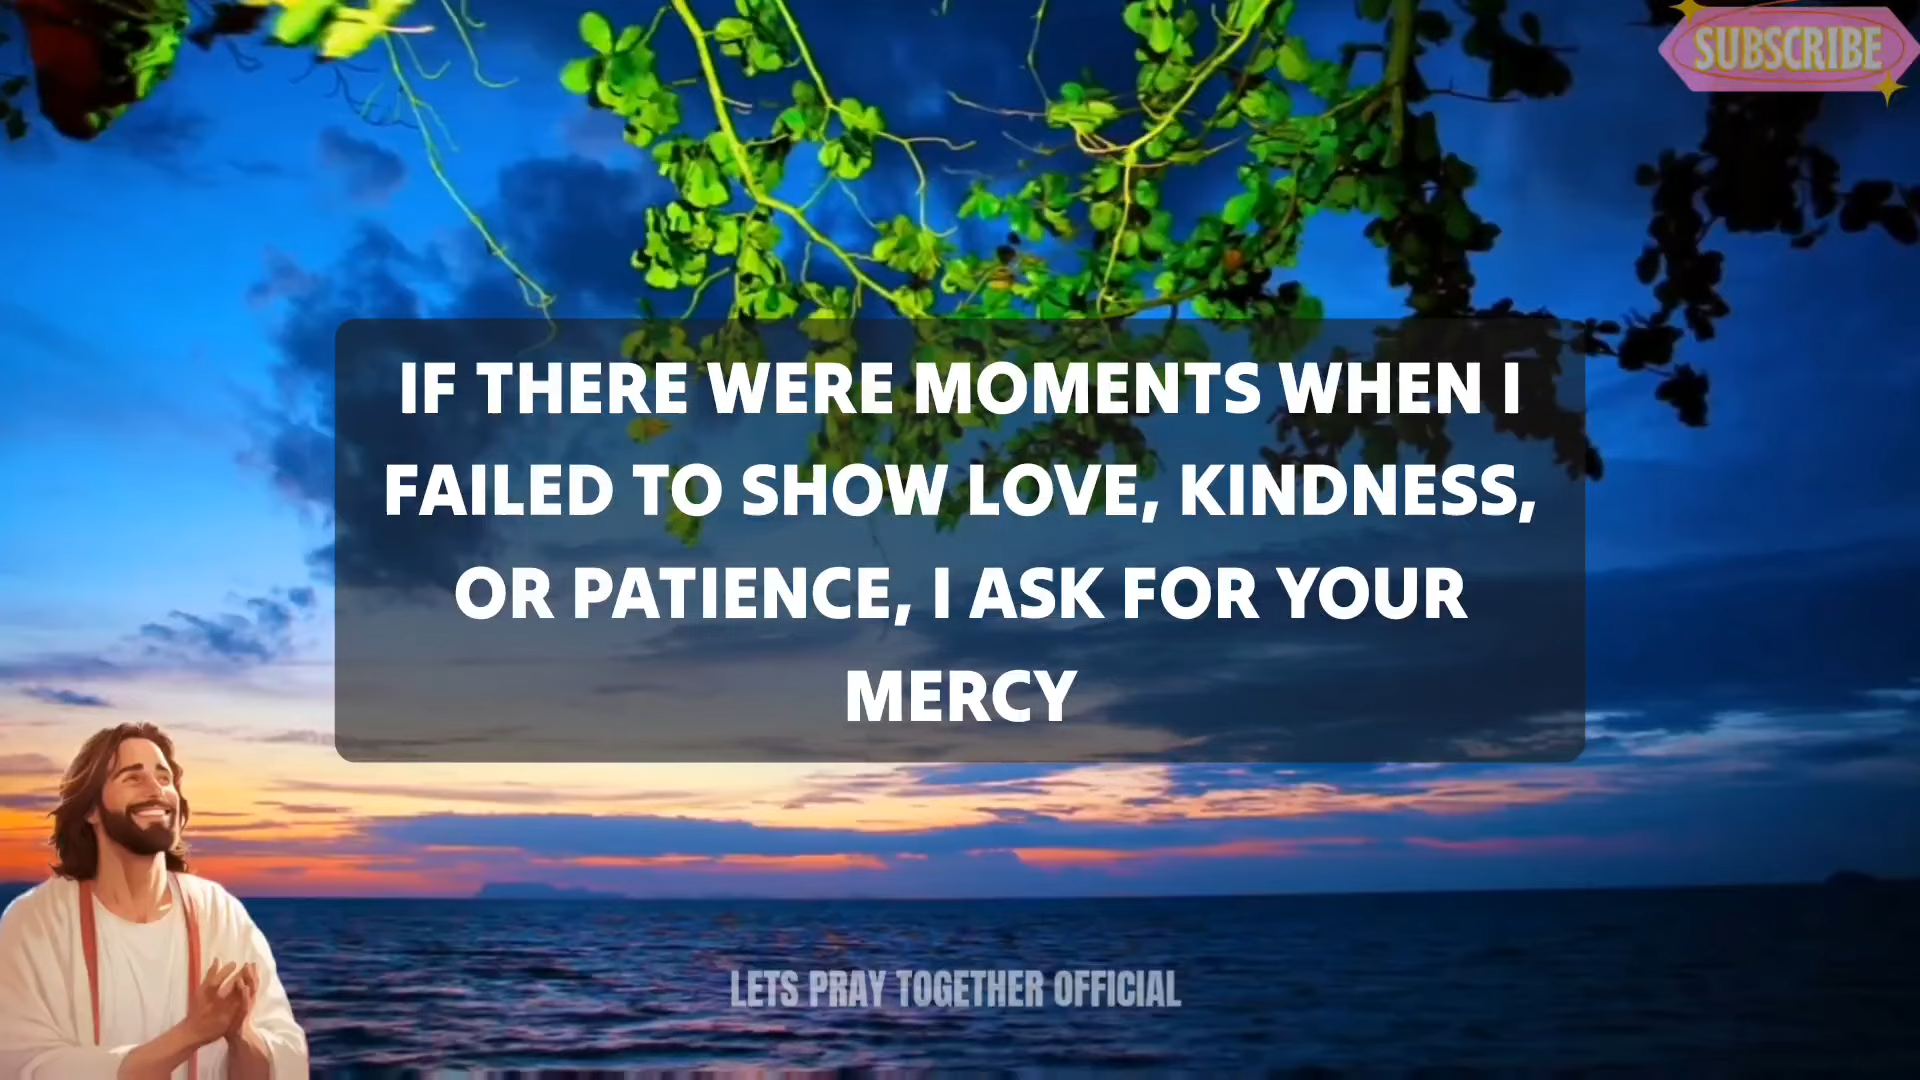 SUBSCRIBE
IF THERE WERE MOMENTS WHEN I
FAILED TO SHOW LOVE, KINDNESS,
OR PATIENCE, I ASK FOR YOUR
MERCY
LETS PRAY TOGETHER OFFICIAL